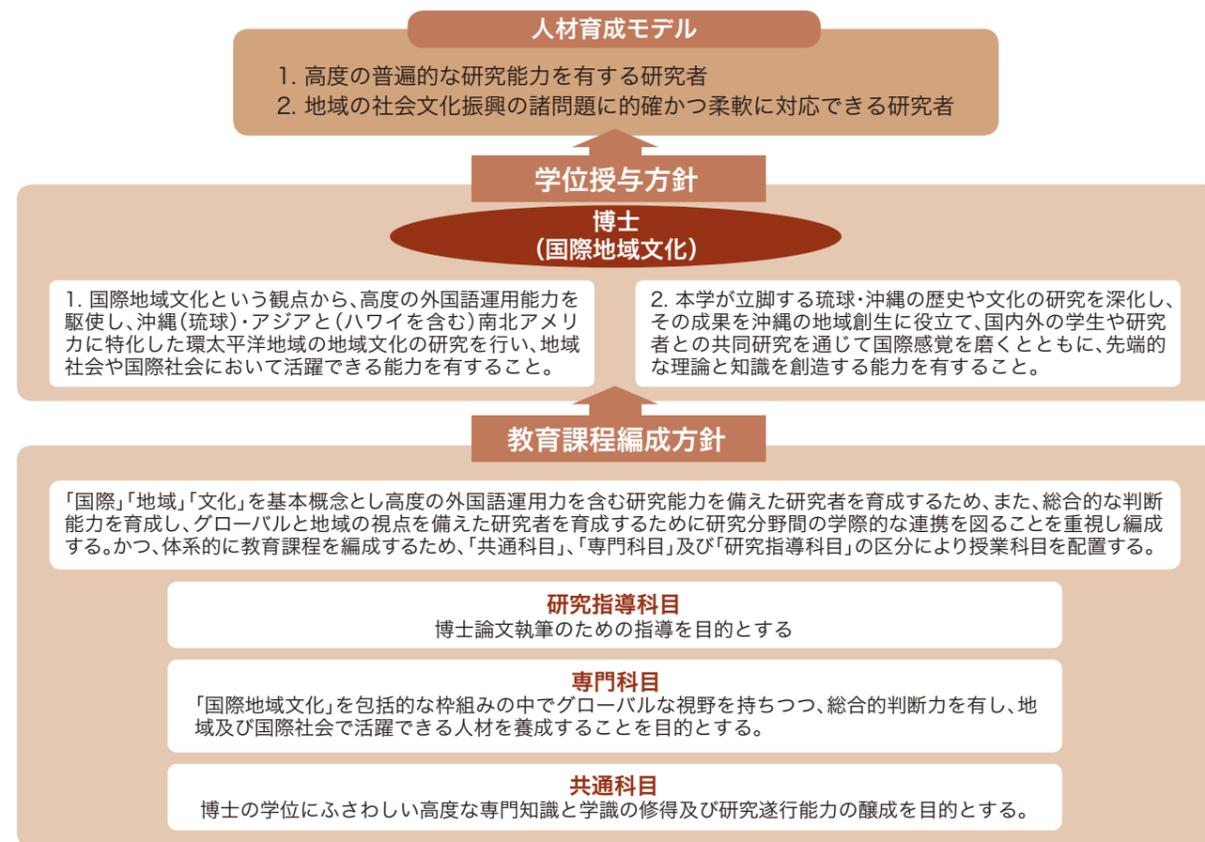 人材育成モデル
1. 高度の普遍的な研究能力を有する研究者
2. 地域の社会文化振興の諸問題に的確かつ柔軟に対応できる研究者
学位授与方針
博士
（国際地域文化）
1. 国際地域文化という観点から、高度の外国語運用能力を
駆使し、沖縄（琉球）・アジアと（ハワイを含む）南北アメリ
カに特化した環太平洋地域の地域文化の研究を行い、地域
社会や国際社会において活躍できる能力を有すること。
2. 本学が立脚する琉球・沖縄の歴史や文化の研究を深化し、
その成果を沖縄の地域創生に役立て、国内外の学生や研究
者との共同研究を通じて国際感覚を磨くとともに、先端的
な理論と知識を創造する能力を有すること。
教育課程編成方針
「国際」「地域」「文化」を基本概念とし高度の外国語運用力を含む研究能力を備えた研究者を育成するため、また、総合的な判断
能力を育成し、グローバルと地域の視点を備えた研究者を育成するために研究分野間の学際的な連携を図ることを重視し編成
する。かつ、体系的に教育課程を編成するため、「共通科目」、「専門科目」及び「研究指導科目」の区分により授業科目を配置する。
研究指導科目
博士論文執筆のための指導を目的とする
専門科目
「国際地域文化」を包括的な枠組みの中でグローバルな視野を持ちつつ、総合的判断力を有し、地
域及び国際社会で活躍できる人材を養成することを目的とする。
共通科目
博士の学位にふさわしい高度な専門知識と学識の修得及び研究遂行能力の醸成を目的とする。